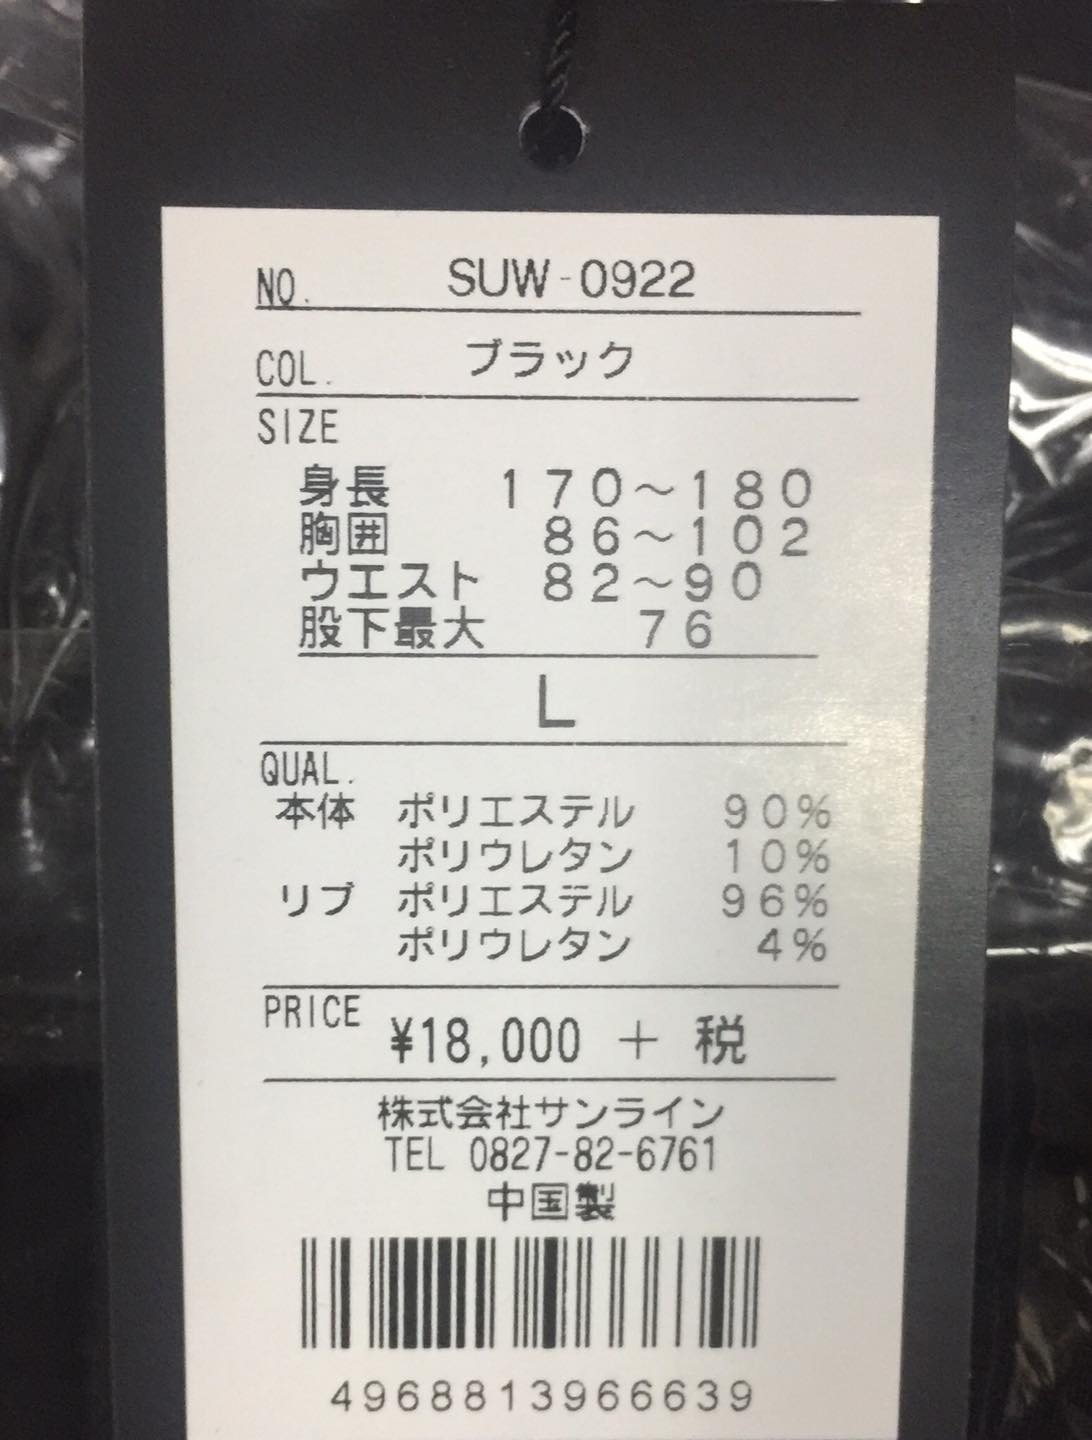 NO. SUW-0922
COL. ブラック
SIZE
身長 170～180
胸囲 86～102
ウエスト 82～90
股下最大 76
L
QUAL.
本体 ポリエステル 90%
ポリウレタン 10%
リブ ポリエステル 96%
ポリウレタン 4%
PRICE ¥18,000 + 税
株式会社サンライン
TEL 0827-82-6761
中国製
4968813966639